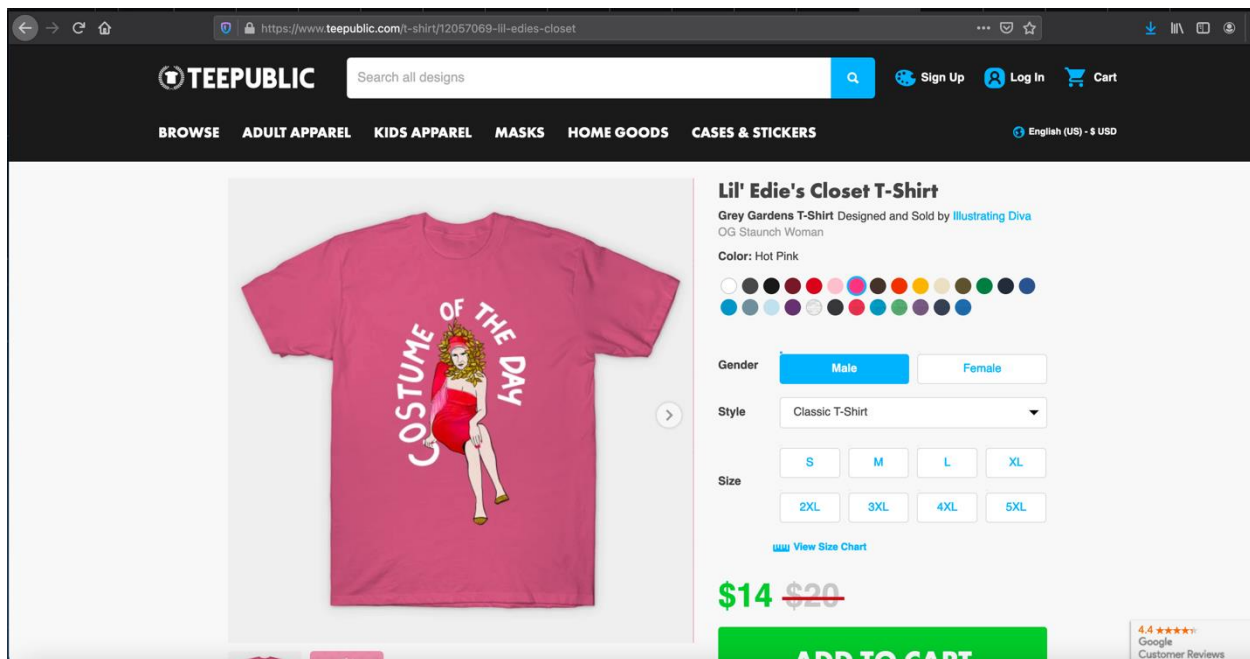 https://www.teepublic.com/t-shirt/12057069-lil-edies-closet
TEEPUBLIC
Search all designs
Sign Up
Log In
Cart
BROWSE ADULT APPAREL KIDS APPAREL MASKS HOME GOODS CASES & STICKERS
English (US) - $ USD
COSTUME OF THE DAY
Lil' Edie's Closet T-Shirt
Grey Gardens T-Shirt Designed and Sold by Illustrating Diva
OG Staunch Woman
Color: Hot Pink
Gender Male Female
Style Classic T-Shirt
S M L XL
Size
2XL 3XL 4XL 5XL
View Size Chart
$14 $20
ADD TO CART
4.4
Google
Customer Reviews